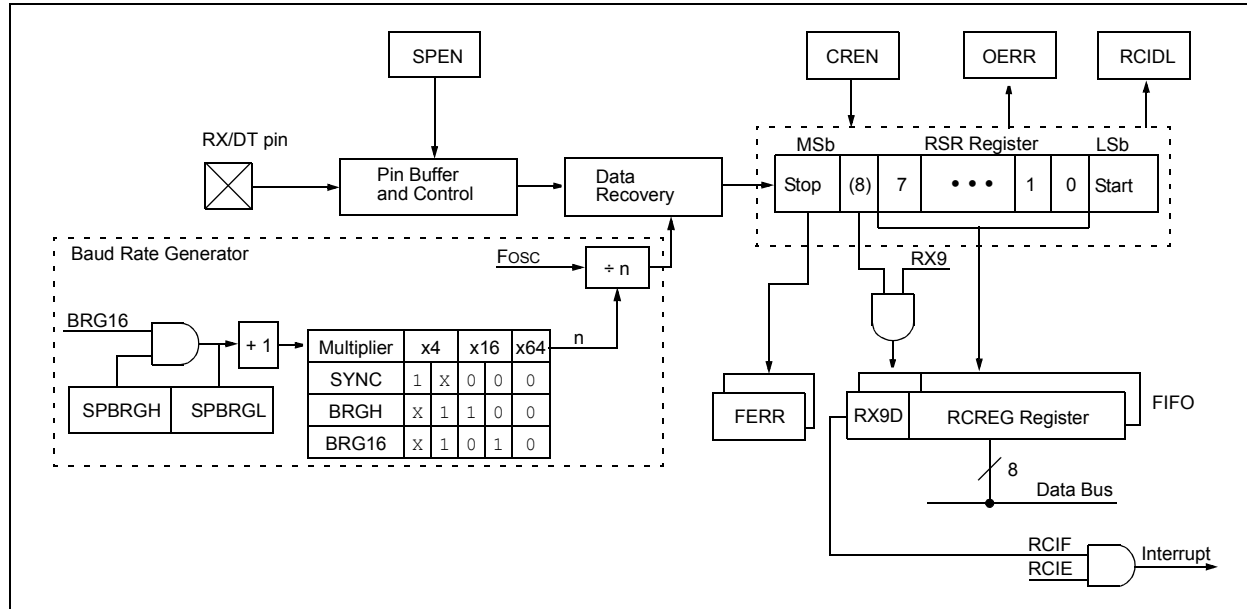 SPEN
CREN
OERR
RCIDL
RX/DT pin
Pin Buffer
and Control
Data
Recovery
MSb
RSR Register
LSb
Stop (8) 7 • • • 1 0 Start
Baud Rate Generator
FOSC
÷ n
RX9
BRG16
+ 1
n
SPBRGH SPBRGL
Multiplier x4 x16 x64
SYNC 1 X 0 0 0
BRGH X 1 1 0 0
BRG16 X 1 0 1 0
FERR
RX9D RCREG Register
FIFO
8
Data Bus
RCIF
RCIE
Interrupt